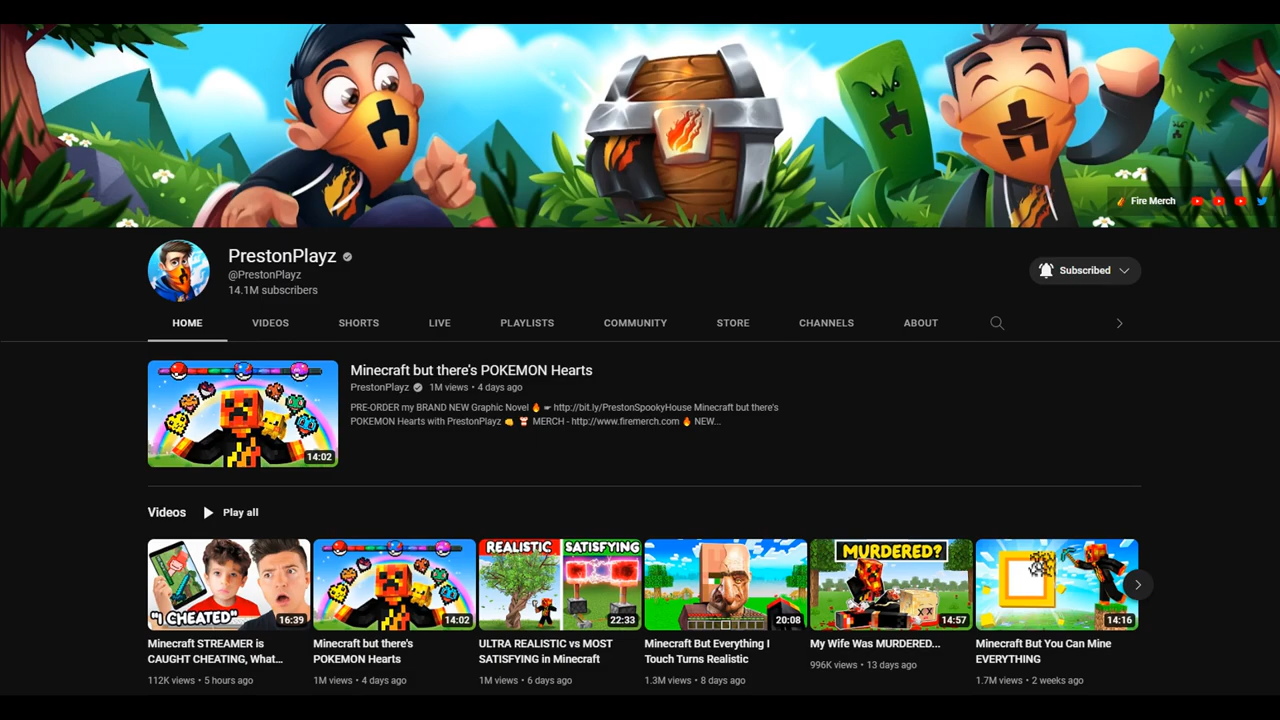 Fire Merch
PrestonPlayz
@PrestonPlayz
14.1M subscribers
Subscribed
HOME
VIDEOS
SHORTS
LIVE
PLAYLISTS
COMMUNITY
STORE
CHANNELS
ABOUT
14:02
Minecraft but there's POKEMON Hearts
PrestonPlayz 1M views • 4 days ago
PRE-ORDER my BRAND NEW Graphic Novel 🔥 ☛ http://bit.ly/PrestonSpookyHouse Minecraft but there's
POKEMON Hearts with PrestonPlayz 👊 👚 MERCH - http://www.firemerch.com 🔥 NEW...
Videos
Play all
"I CHEATED"
16:39
14:02
REALISTIC
SATISFYING
22:33
20:08
MURDERED?
14:57
14:16
Minecraft STREAMER is
CAUGHT CHEATING, What...
112K views • 5 hours ago
Minecraft but there's
POKEMON Hearts
1M views • 4 days ago
ULTRA REALISTIC vs MOST
SATISFYING in Minecraft
1M views • 6 days ago
Minecraft But Everything I
Touch Turns Realistic
1.3M views • 8 days ago
My Wife Was MURDERED...
996K views • 13 days ago
Minecraft But You Can Mine
EVERYTHING
1.7M views • 2 weeks ago